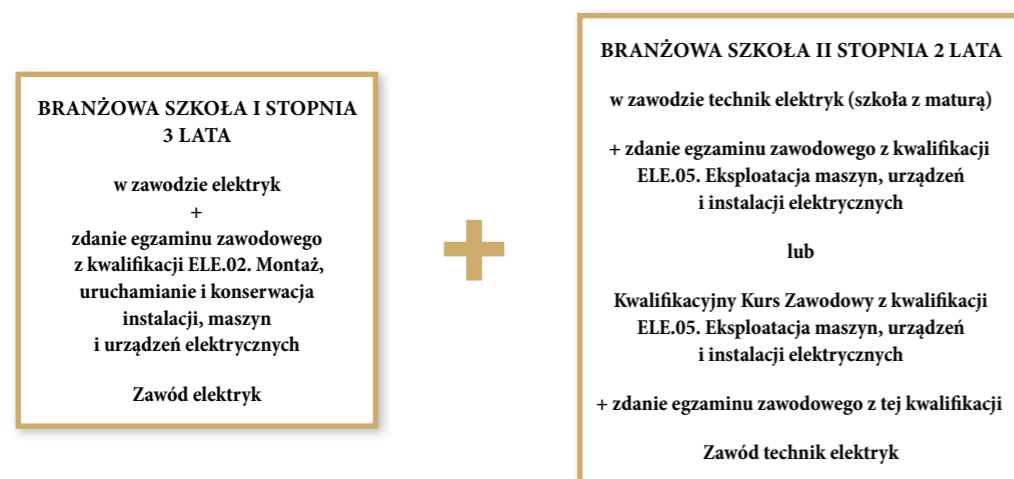 BRANŻOWA SZKOŁA I STOPNIA
3 LATA
w zawodzie elektryk
+
zdanie egzaminu zawodowego
z kwalifikacji ELE.02. Montaż,
uruchamianie i konserwacja
instalacji, maszyn
i urządzeń elektrycznych
Zawód elektryk
+
BRANŻOWA SZKOŁA II STOPNIA 2 LATA
w zawodzie technik elektryk (szkoła z maturą)
+ zdanie egzaminu zawodowego z kwalifikacji
ELE.05. Eksploatacja maszyn, urządzeń
i instalacji elektrycznych
lub
Kwalifikacyjny Kurs Zawodowy z kwalifikacji
ELE.05. Eksploatacja maszyn, urządzeń
i instalacji elektrycznych
+ zdanie egzaminu zawodowego z tej kwalifikacji
Zawód technik elektryk